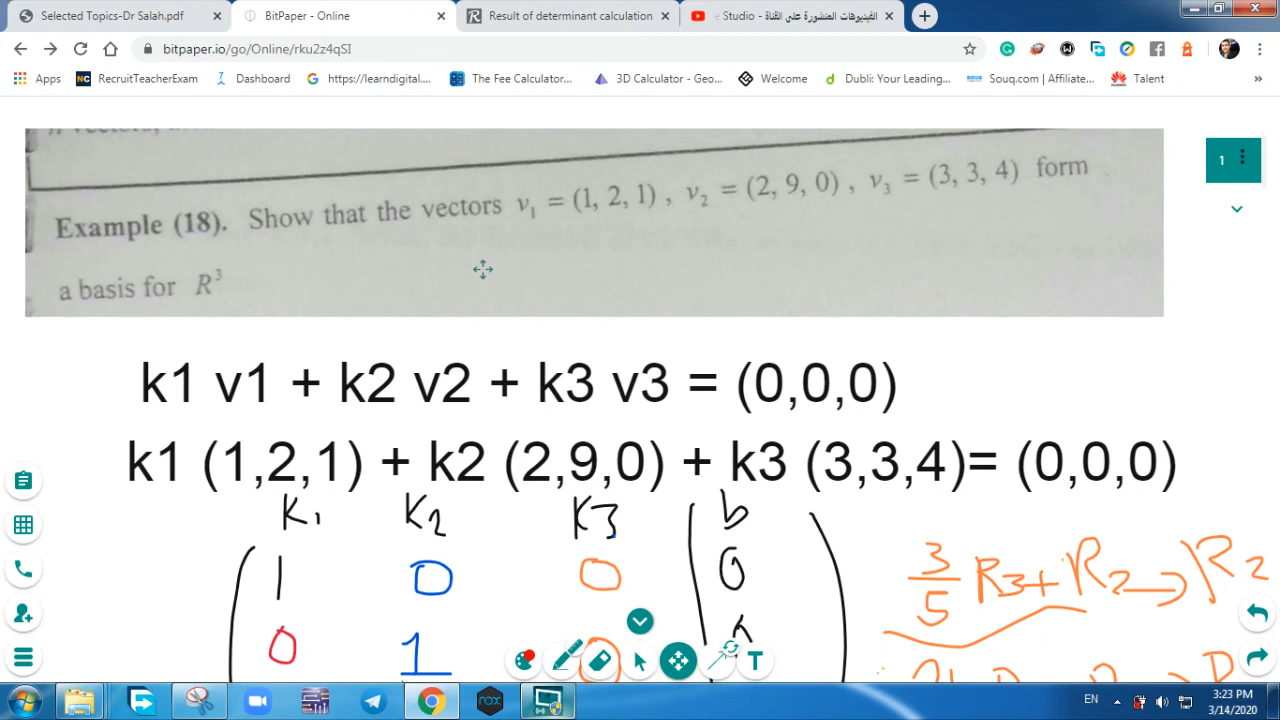 Selected Topics-Dr Salah.pdf
BitPaper - Online
Result of determinant calculation
e Studio - الفيديوهات المنشورة على القناة
bitpaper.io/go/Online/rku2z4qSI
Apps
RecruitTeacherExam
Dashboard
https://learndigital....
The Fee Calculator...
3D Calculator - Geo...
Welcome
Dubli: Your Leading...
Souq.com | Affiliate...
Talent
»
1
Example (18). Show that the vectors v₁ = (1, 2, 1) , v₂ = (2, 9, 0) , v₃ = (3, 3, 4) form
a basis for R³
k1 v1 + k2 v2 + k3 v3 = (0,0,0)
k1 (1,2,1) + k2 (2,9,0) + k3 (3,3,4)= (0,0,0)
K₁ K₂ K3 b
1 0 0 0
3/5 R3 + R2 → R2
0 1 0
T
nox
EN
3:23 PM
3/14/2020